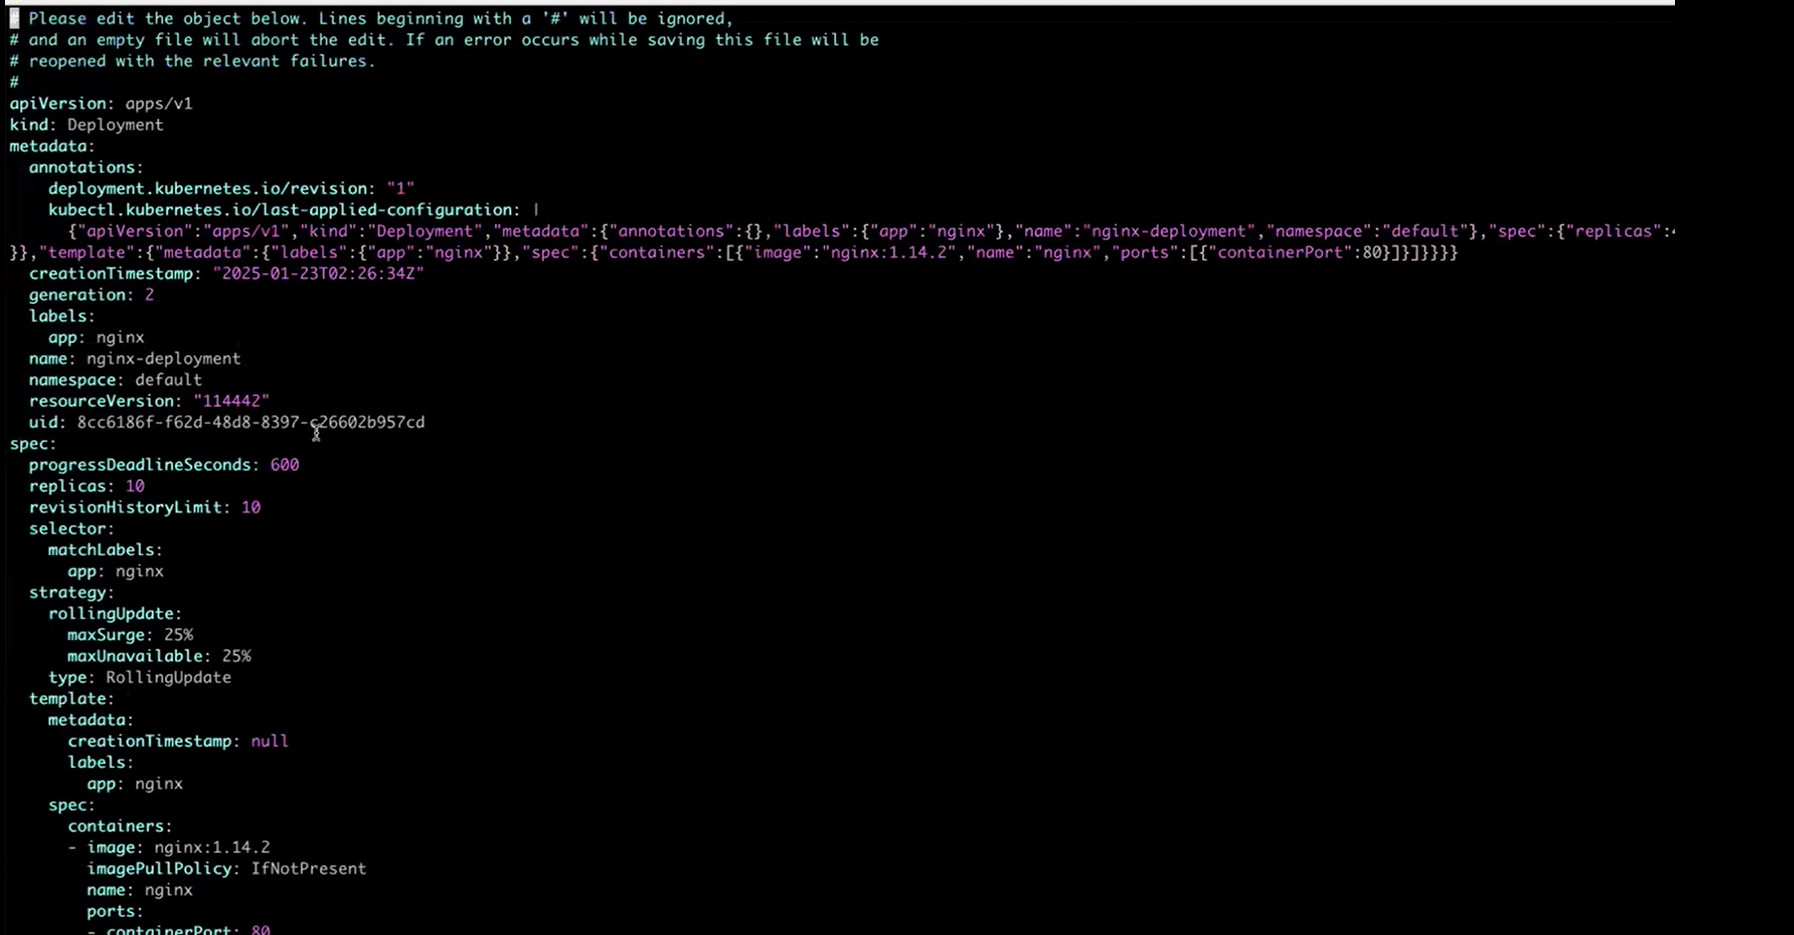 # Please edit the object below. Lines beginning with a '#' will be ignored,
# and an empty file will abort the edit. If an error occurs while saving this file will be
# reopened with the relevant failures.
#
apiVersion: apps/v1
kind: Deployment
metadata:
  annotations:
    deployment.kubernetes.io/revision: "1"
    kubectl.kubernetes.io/last-applied-configuration: |
      {"apiVersion":"apps/v1","kind":"Deployment","metadata":{"annotations":{},"labels":{"app":"nginx"},"name":"nginx-deployment","namespace":"default"},"spec":{"replicas":
}},"template":{"metadata":{"labels":{"app":"nginx"}},"spec":{"containers":[{"image":"nginx:1.14.2","name":"nginx","ports":[{"containerPort":80}]}]}}}}
  creationTimestamp: "2025-01-23T02:26:34Z"
  generation: 2
  labels:
    app: nginx
  name: nginx-deployment
  namespace: default
  resourceVersion: "114442"
  uid: 8cc6186f-f62d-48d8-8397-c26602b957cd
spec:
  progressDeadlineSeconds: 600
  replicas: 10
  revisionHistoryLimit: 10
  selector:
    matchLabels:
      app: nginx
  strategy:
    rollingUpdate:
      maxSurge: 25%
      maxUnavailable: 25%
    type: RollingUpdate
  template:
    metadata:
      creationTimestamp: null
      labels:
        app: nginx
    spec:
      containers:
      - image: nginx:1.14.2
        imagePullPolicy: IfNotPresent
        name: nginx
        ports:
        - containerPort: 80